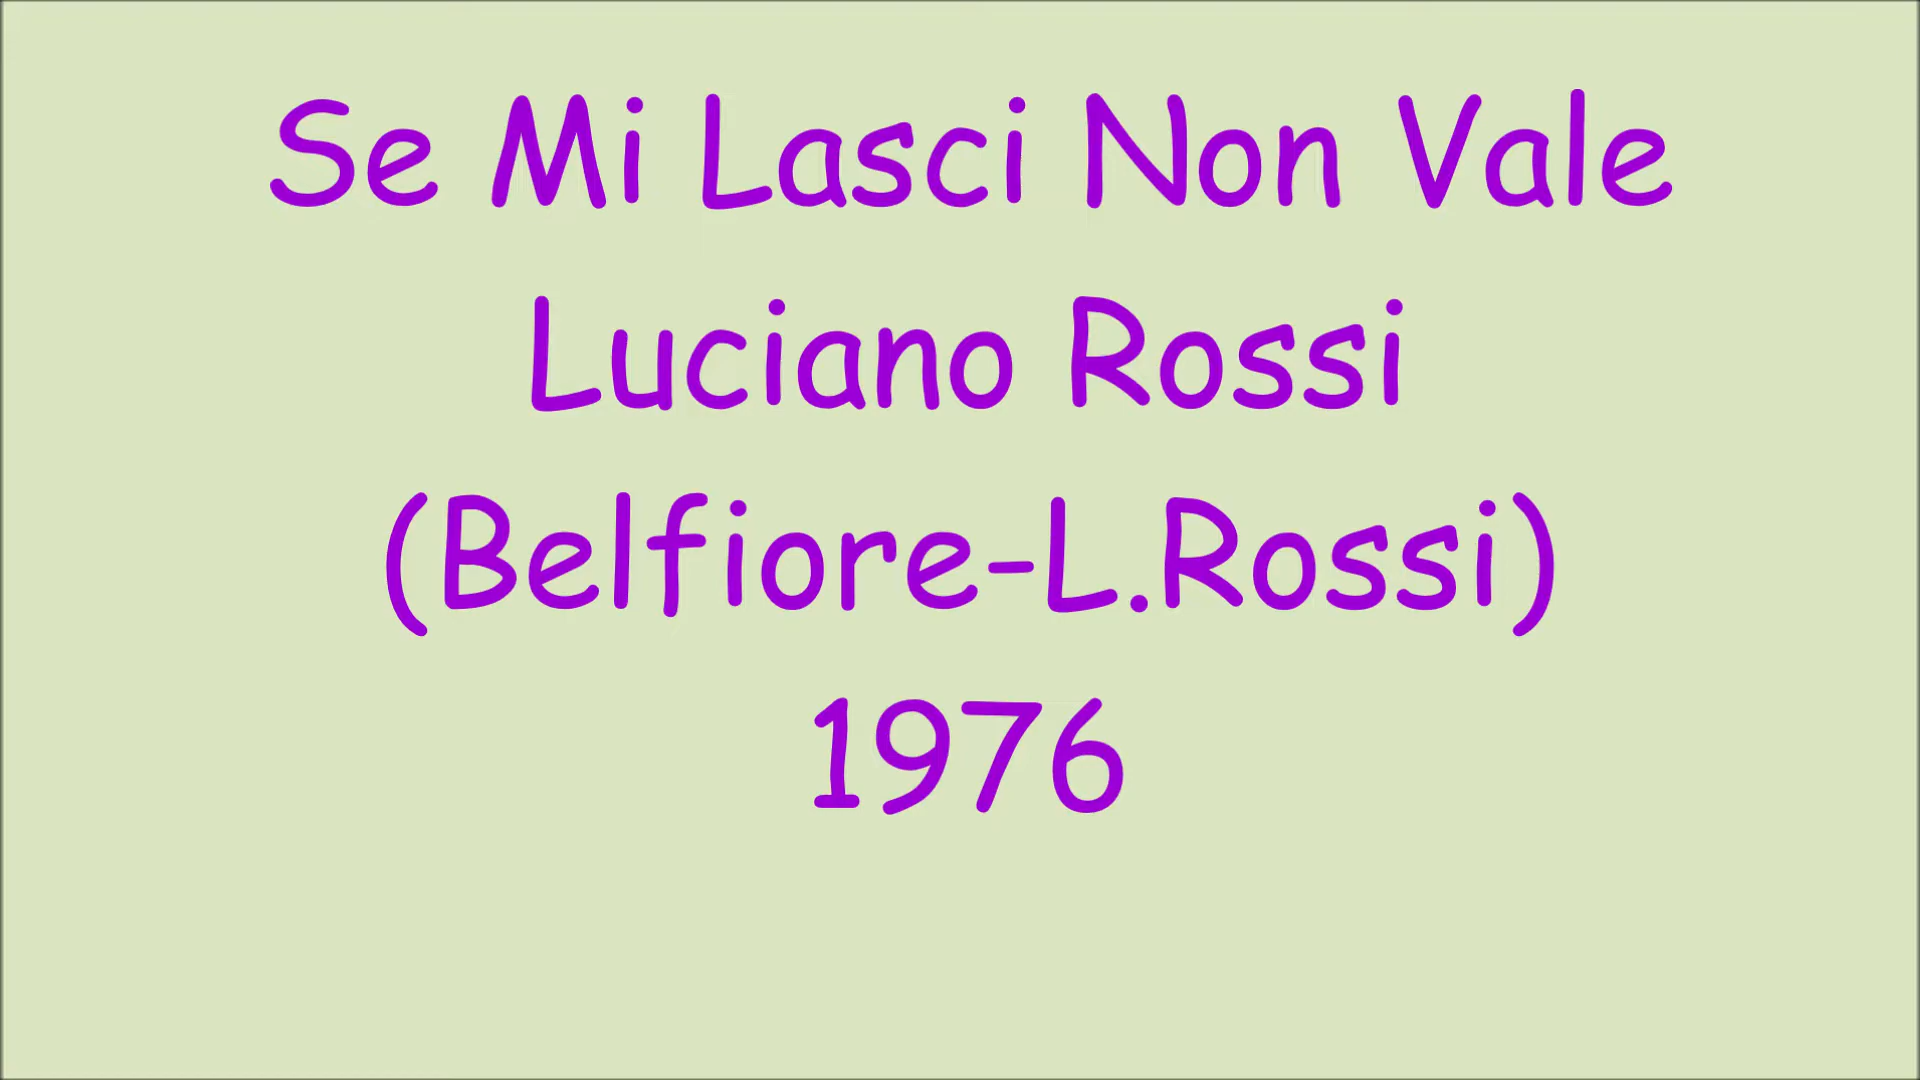 Se Mi Lasci Non Vale
Luciano Rossi
(Belfiore-L.Rossi)
1976